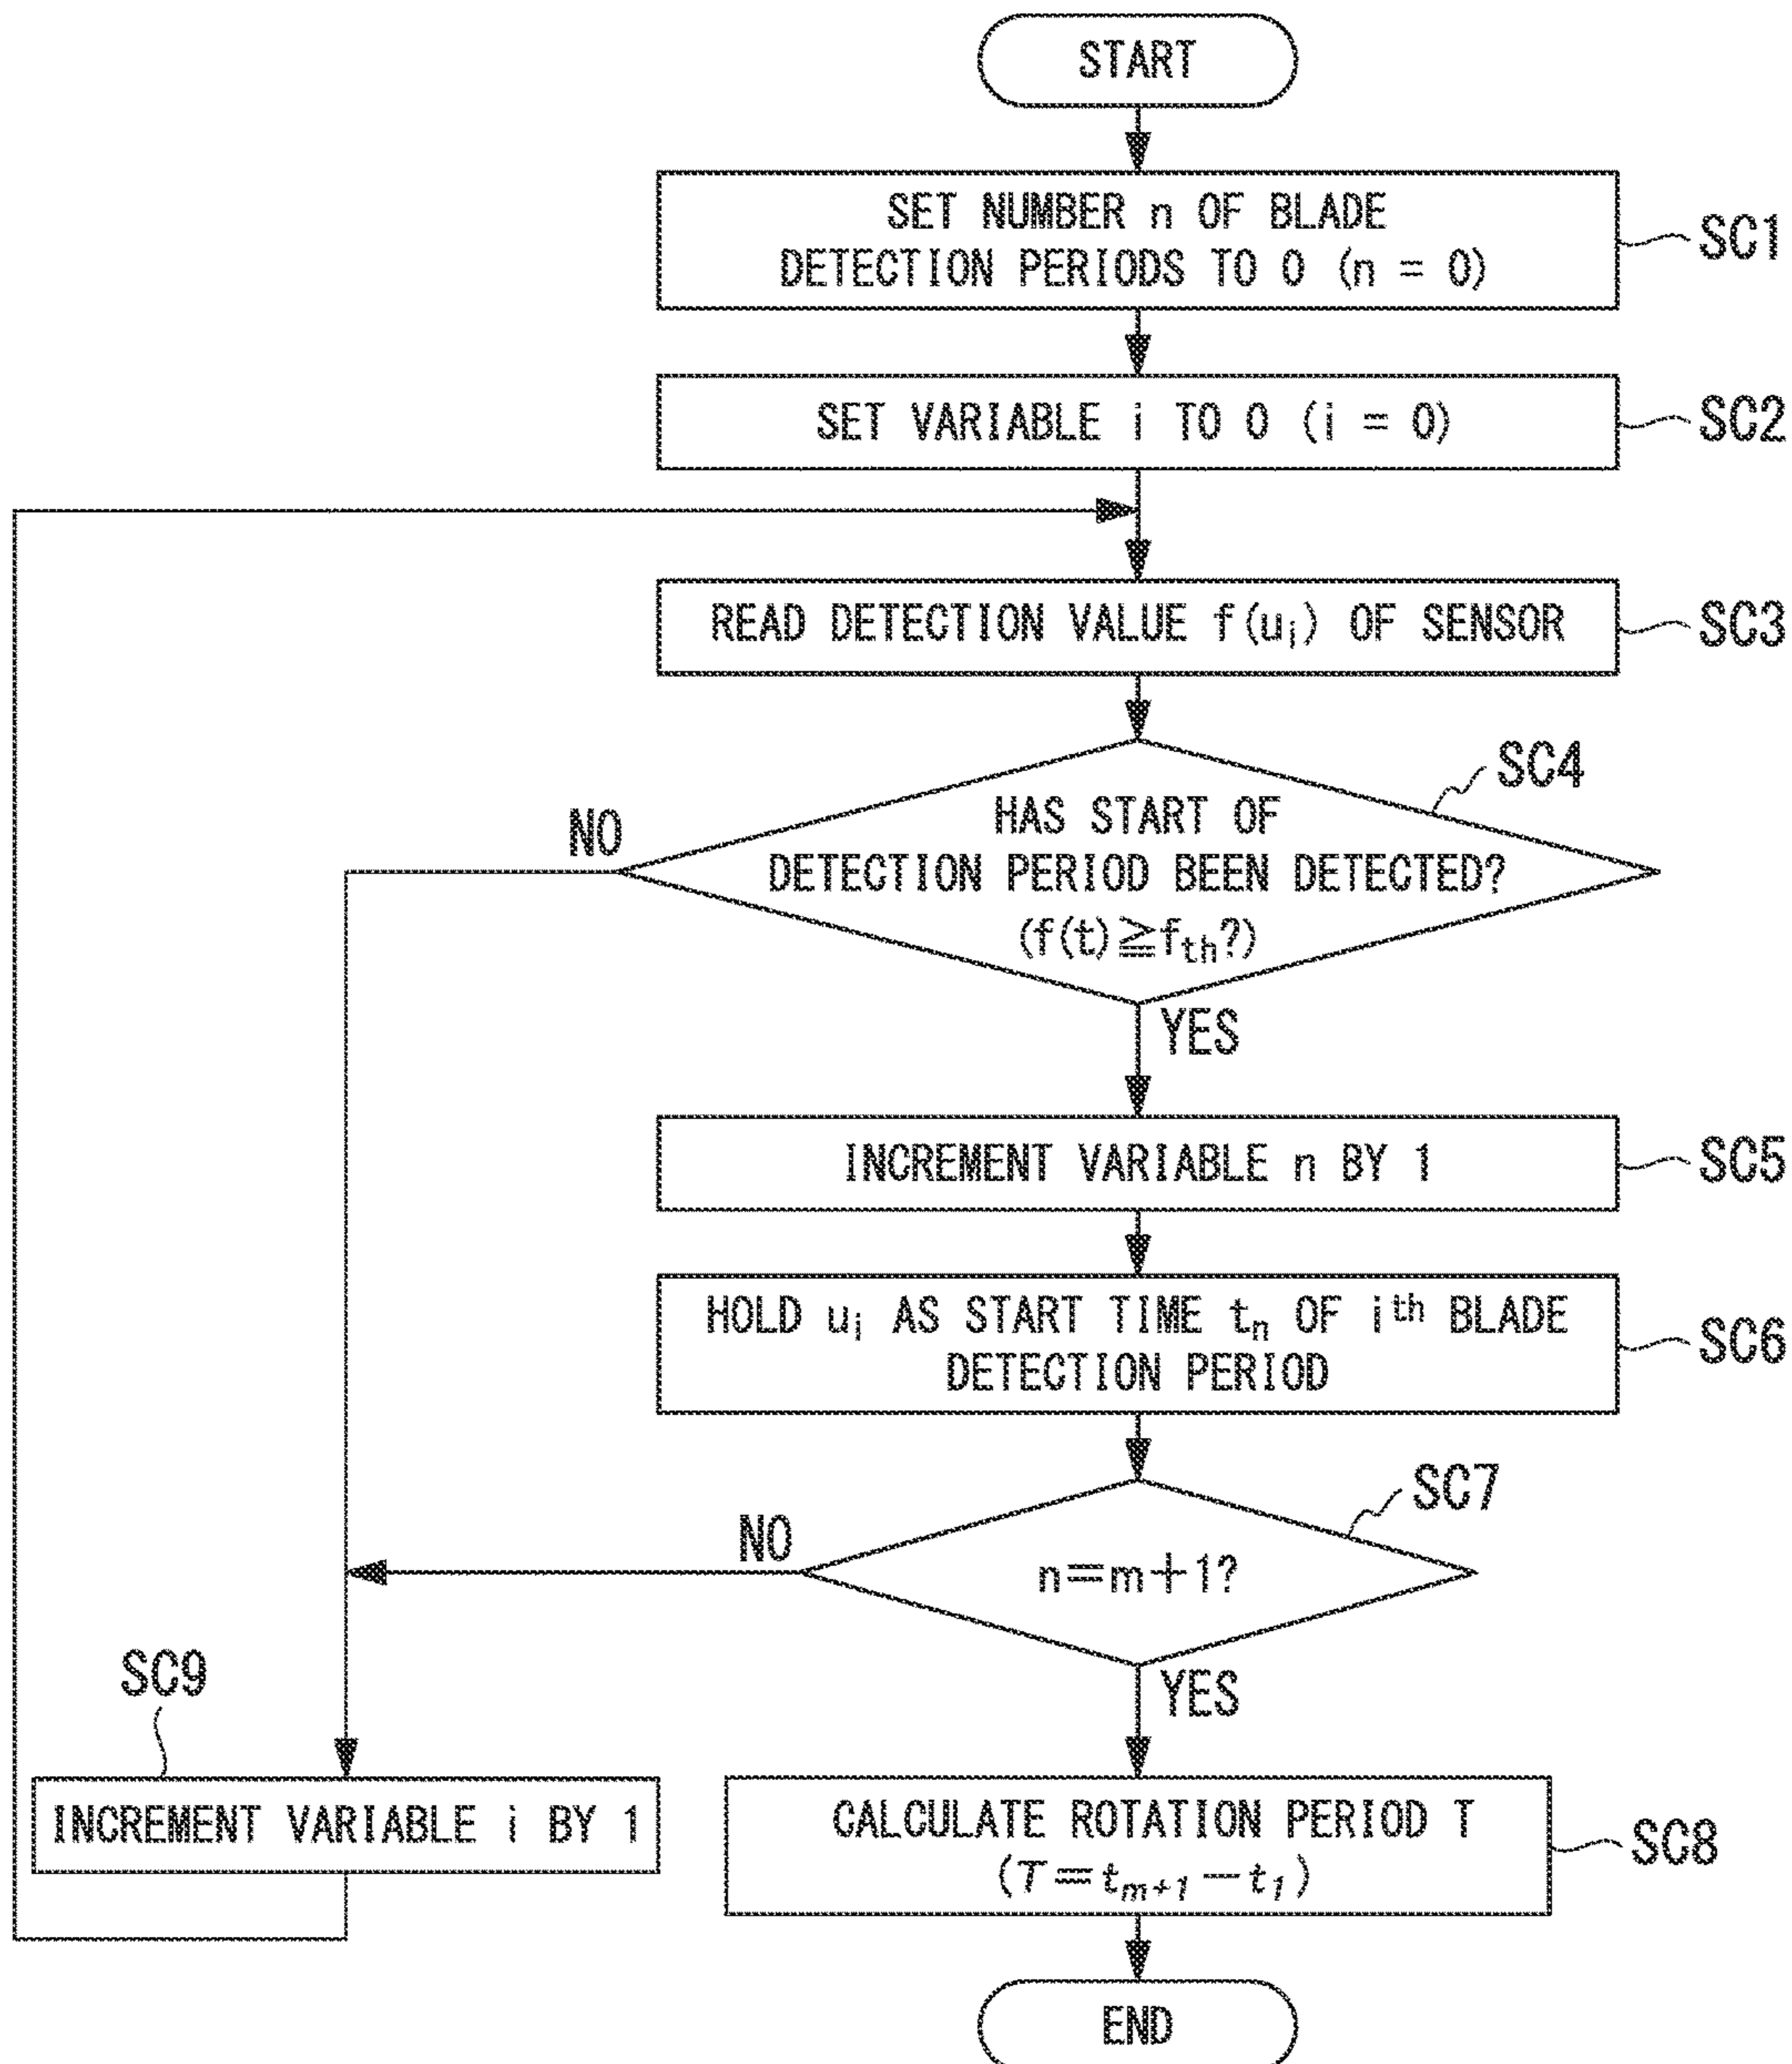 START
SET NUMBER n OF BLADE
DETECTION PERIODS TO 0 (n = 0)
SC1
SET VARIABLE i TO 0 (i = 0)
SC2
READ DETECTION VALUE f(uᵢ) OF SENSOR
SC3
SC4
HAS START OF
DETECTION PERIOD BEEN DETECTED?
(f(t)≧fth?)
NO
YES
INCREMENT VARIABLE n BY 1
SC5
HOLD uᵢ AS START TIME tₙ OF iᵗʰ BLADE
DETECTION PERIOD
SC6
SC7
n=m+1?
NO
YES
SC9
INCREMENT VARIABLE i BY 1
CALCULATE ROTATION PERIOD T
(T=tₘ₊₁−t₁)
SC8
END